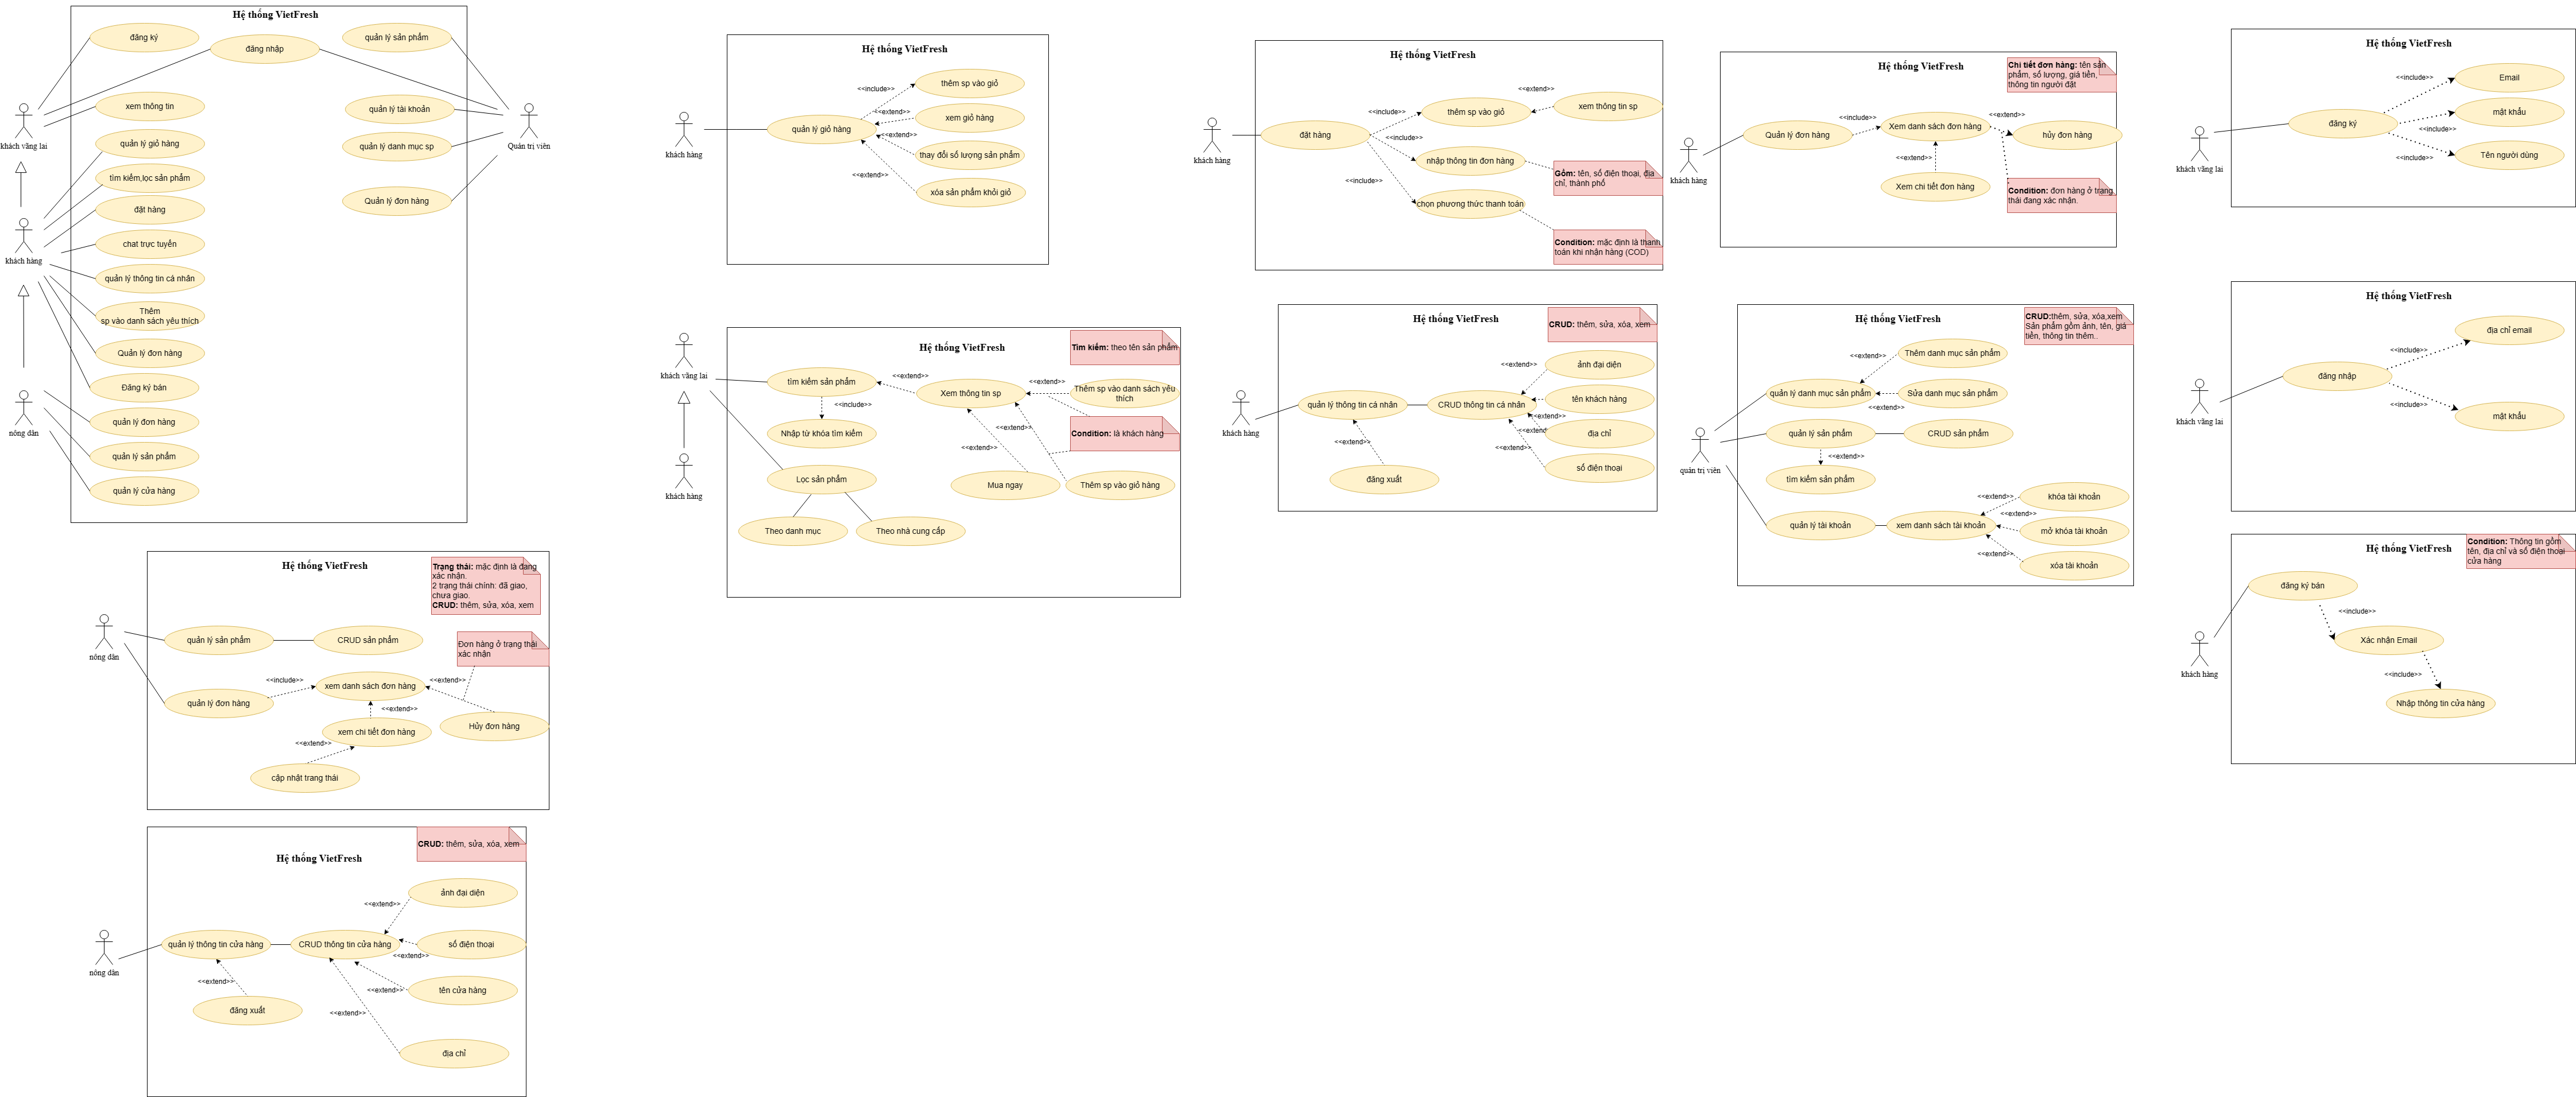 Hệ thống VietFresh
đăng ký
đăng nhập
quản lý sản phẩm
xem thông tin
quản lý tài khoản
khách vãng lai
Quản trị viên
quản lý giỏ hàng
quản lý danh mục sp
tìm kiếm,lọc sản phẩm
Quản lý đơn hàng
đặt hàng
khách hàng
chat trực tuyến
quản lý thông tin cá nhân
Thêm
sp vào danh sách yêu thích
Quản lý đơn hàng
Đăng ký bán
nông dân
quản lý đơn hàng
quản lý sản phẩm
quản lý cửa hàng
Hệ thống VietFresh
khách hàng
quản lý giỏ hàng
<<include>>
thêm sp vào giỏ
<<extend>>
xem giỏ hàng
<<extend>>
thay đổi số lượng sản phẩm
<<extend>>
xóa sản phẩm khỏi giỏ
Hệ thống VietFresh
khách hàng
đặt hàng
<<include>>
thêm sp vào giỏ
<<extend>>
xem thông tin sp
<<include>>
nhập thông tin đơn hàng
Gồm: tên, số điện thoại, địa
chỉ, thành phố
<<include>>
chọn phương thức thanh toán
Condition: mặc định là thanh
toán khi nhận hàng (COD)
Hệ thống VietFresh
Chi tiết đơn hàng: tên sản
phẩm, số lượng, giá tiền,
thông tin người đặt
khách hàng
Quản lý đơn hàng
<<include>>
Xem danh sách đơn hàng
<<extend>>
hủy đơn hàng
<<extend>>
Xem chi tiết đơn hàng
Condition: đơn hàng ở trạng
thái đang xác nhận.
Hệ thống VietFresh
khách vãng lai
đăng ký
<<include>>
Email
mật khẩu
<<include>>
<<include>>
Tên người dùng
Hệ thống VietFresh
Tìm kiếm: theo tên sản phẩm
khách vãng lai
tìm kiếm sản phẩm
<<extend>>
Xem thông tin sp
<<extend>>
Thêm sp vào danh sách yêu
thích
<<include>>
Nhập từ khóa tìm kiếm
<<extend>>
Condition: là khách hàng
<<extend>>
khách hàng
Lọc sản phẩm
Mua ngay
Thêm sp vào giỏ hàng
Theo danh mục
Theo nhà cung cấp
Hệ thống VietFresh
CRUD: thêm, sửa, xóa, xem
khách hàng
quản lý thông tin cá nhân
CRUD thông tin cá nhân
<<extend>>
ảnh đại diện
tên khách hàng
<<extend>>
<<extend>>
địa chỉ
<<extend>>
số điện thoại
<<extend>>
đăng xuất
Hệ thống VietFresh
CRUD:thêm, sửa, xóa,xem
Sản phẩm gồm ảnh, tên, giá
tiền, thông tin thêm..
quản trị viên
<<extend>>
Thêm danh mục sản phẩm
quản lý danh mục sản phẩm
Sửa danh mục sản phẩm
<<extend>>
quản lý sản phẩm
CRUD sản phẩm
<<extend>>
tìm kiếm sản phẩm
quản lý tài khoản
xem danh sách tài khoản
<<extend>>
khóa tài khoản
<<extend>>
mở khóa tài khoản
<<extend>>
xóa tài khoản
Hệ thống VietFresh
khách vãng lai
đăng nhập
<<include>>
địa chỉ email
<<include>>
mật khẩu
Hệ thống VietFresh
Trạng thái: mặc định là đang
xác nhận.
2 trạng thái chính: đã giao,
chưa giao.
CRUD: thêm, sửa, xóa, xem
nông dân
quản lý sản phẩm
CRUD sản phẩm
Đơn hàng ở trạng thái
xác nhận
quản lý đơn hàng
<<include>>
xem danh sách đơn hàng
<<extend>>
<<extend>>
Hủy đơn hàng
xem chi tiết đơn hàng
<<extend>>
cập nhật trang thái
Hệ thống VietFresh
Condition: Thông tin gồm
tên, địa chỉ và số điện thoại
cửa hàng
đăng ký bán
<<include>>
Xác nhận Email
khách hàng
<<include>>
Nhập thông tin cửa hàng
Hệ thống VietFresh
CRUD: thêm, sửa, xóa, xem
nông dân
quản lý thông tin cửa hàng
CRUD thông tin cửa hàng
<<extend>>
ảnh đại diện
<<extend>>
số điện thoại
<<extend>>
tên cửa hàng
<<extend>>
địa chỉ
<<extend>>
đăng xuất